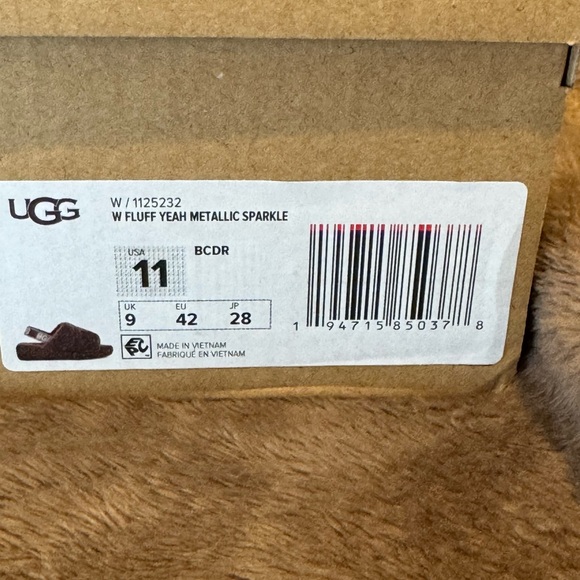 UGG
W / 1125232
W FLUFF YEAH METALLIC SPARKLE
USA
11
BCDR
UK EU JP
9 42 28
MADE IN VIETNAM
FABRIQUÉ EN VIETNAM
1 94715 85037 8